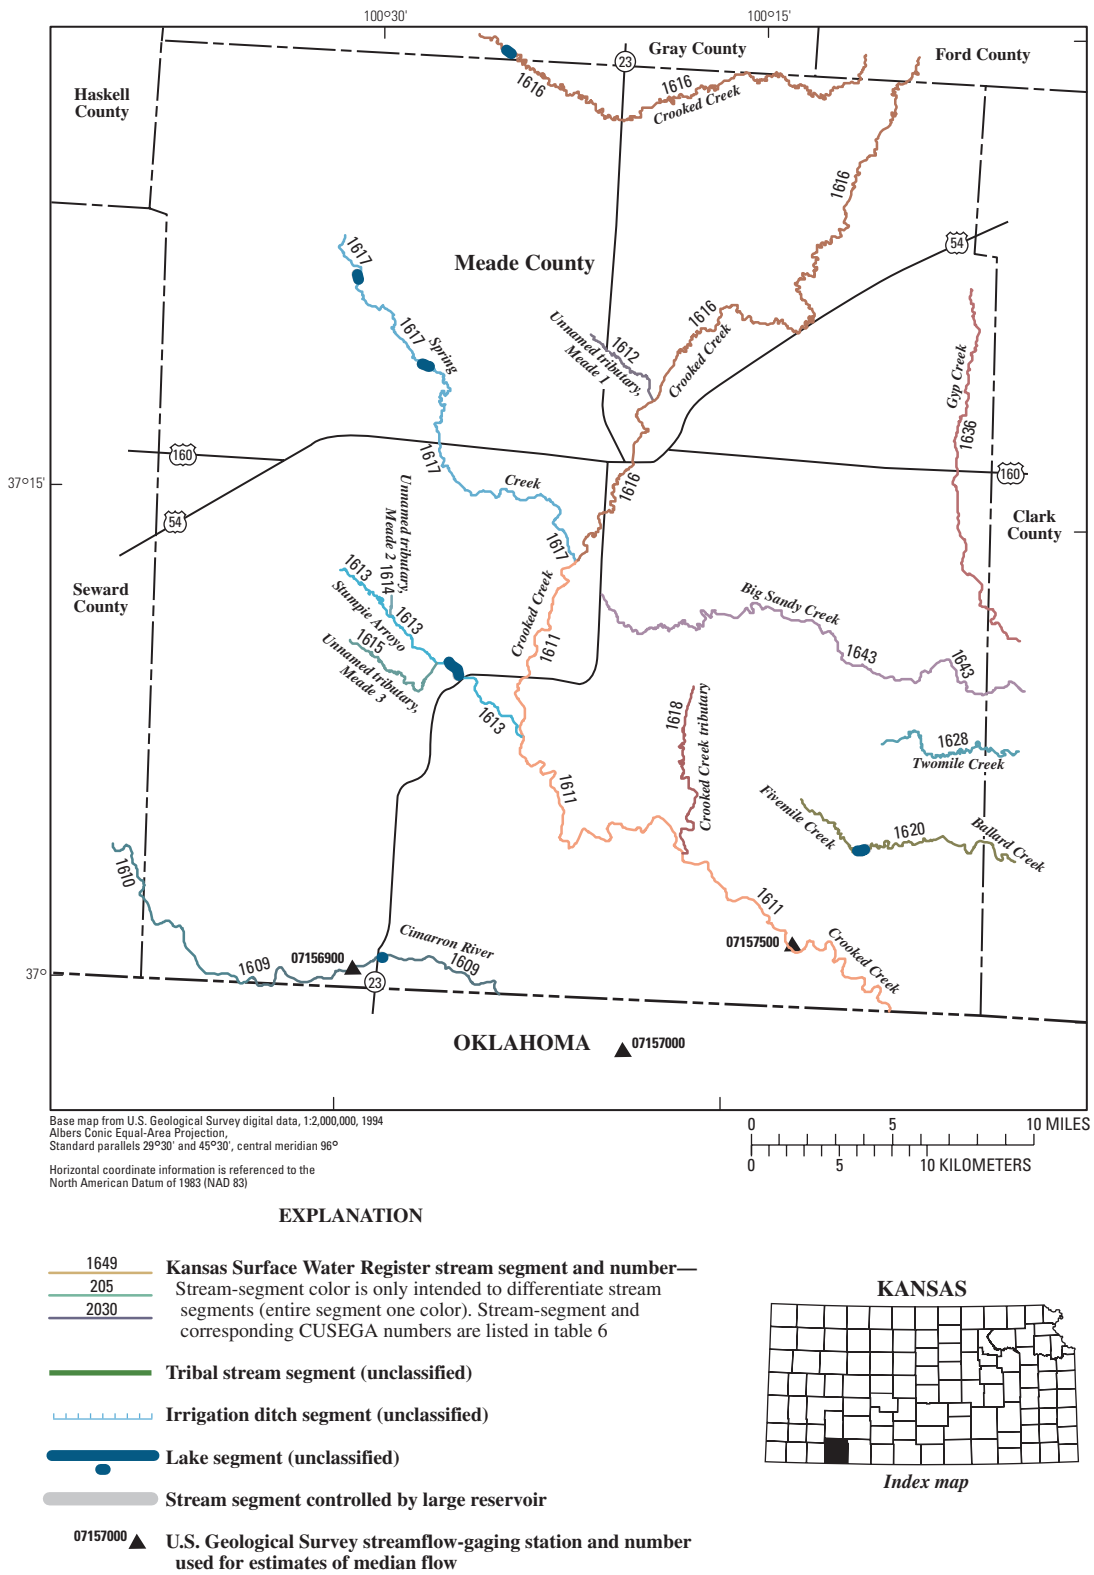 100°30'
100°15'
Gray County
Ford County
23
Haskell
County
1616
1616
Crooked Creek
1616
54
1617
Meade County
1616
Crooked Creek
1617
Spring
Unnamed tributary,
Meade 1
1612
Gyp Creek
1636
160
1617
Creek
1616
160
37°15'
54
Unnamed tributary,
Meade 2
1614
1617
Clark
County
Seward
County
1613
Stumpie Arroyo
1613
Crooked Creek
1611
Big Sandy Creek
1643
1643
1615
Unnamed tributary,
Meade 3
1613
1618
Crooked Creek tributary
1628
Twomile Creek
1611
Fivemile Creek
1620
Ballard Creek
1610
1611
07157500
Crooked Creek
Cimarron River
07156900
1609
1609
37°
23
OKLAHOMA
07157000
Base map from U.S. Geological Survey digital data, 1:2,000,000, 1994
Albers Conic Equal-Area Projection,
Standard parallels 29°30' and 45°30', central meridian 96°
Horizontal coordinate information is referenced to the
North American Datum of 1983 (NAD 83)
0 5 10 MILES
0 5 10 KILOMETERS
EXPLANATION
1649
205
2030
Kansas Surface Water Register stream segment and number—
Stream-segment color is only intended to differentiate stream
segments (entire segment one color). Stream-segment and
corresponding CUSEGA numbers are listed in table 6
Tribal stream segment (unclassified)
Irrigation ditch segment (unclassified)
Lake segment (unclassified)
Stream segment controlled by large reservoir
07157000
U.S. Geological Survey streamflow-gaging station and number
used for estimates of median flow
KANSAS
Index map